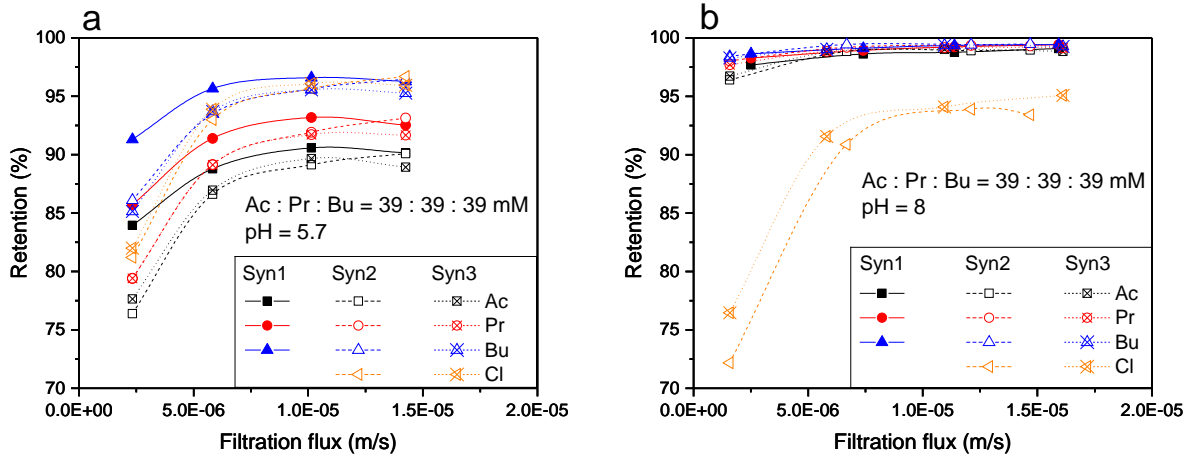 a
100
95
90
85
80
75
70
Retention (%)
Ac : Pr : Bu = 39 : 39 : 39 mM
pH = 5.7
Syn1 Syn2 Syn3
Ac
Pr
Bu
Cl
0.0E+00 5.0E-06 1.0E-05 1.5E-05 2.0E-05
Filtration flux (m/s)
b
100
95
90
85
80
75
70
Retention (%)
Ac : Pr : Bu = 39 : 39 : 39 mM
pH = 8
Syn1 Syn2 Syn3
Ac
Pr
Bu
Cl
0.0E+00 5.0E-06 1.0E-05 1.5E-05 2.0E-05
Filtration flux (m/s)